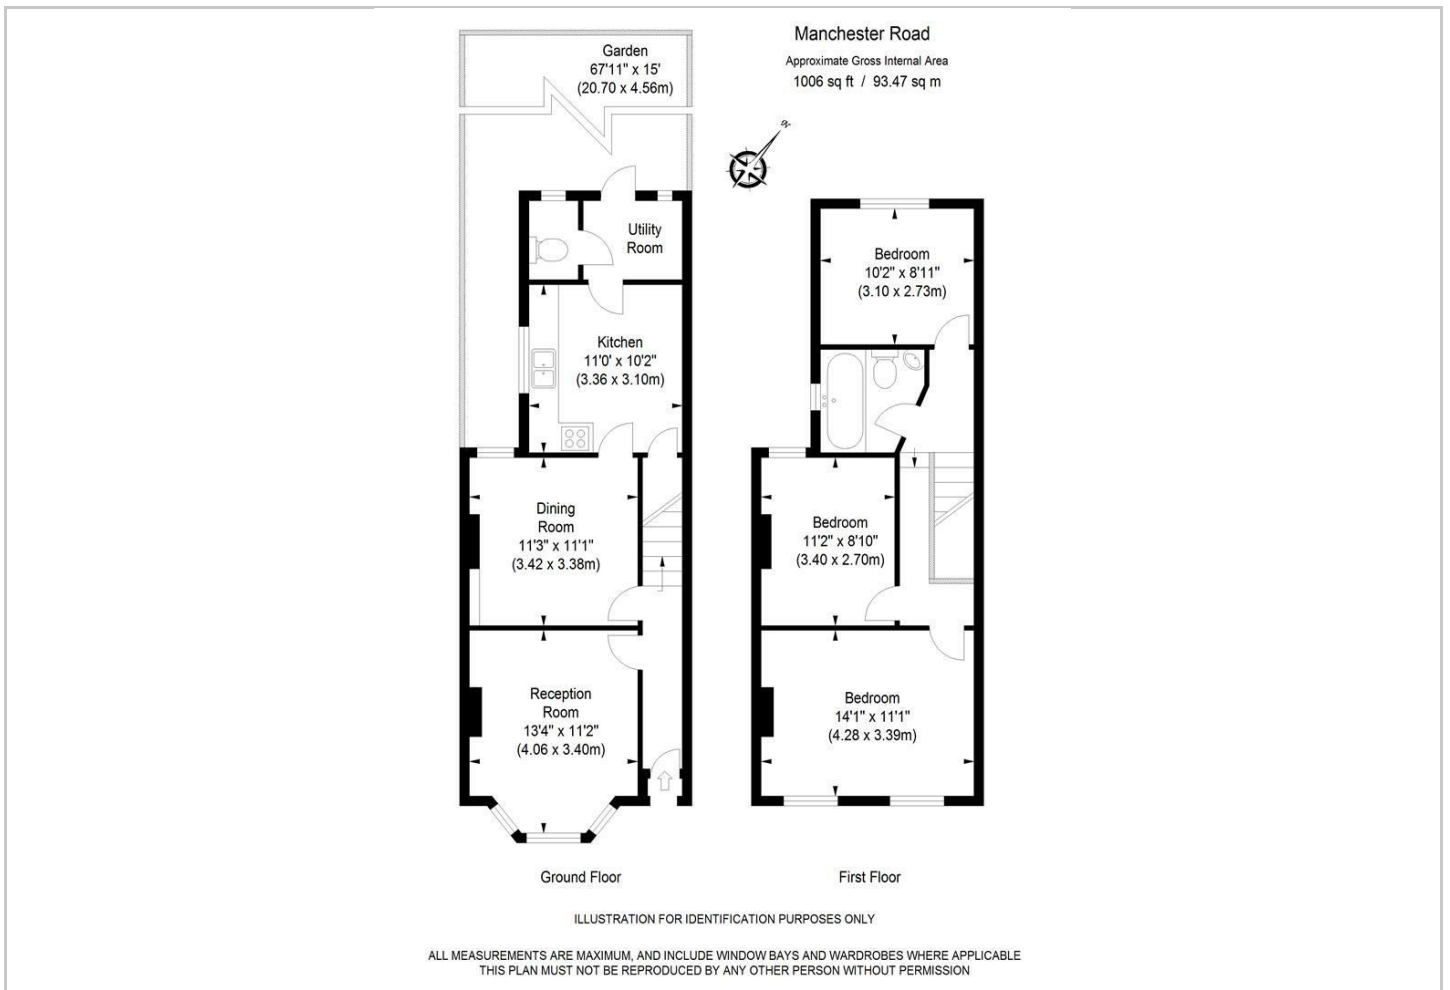 Manchester Road
Approximate Gross Internal Area
1006 sq ft / 93.47 sq m
N
Garden
67'11" x 15'
(20.70 x 4.56m)
Utility
Room
Kitchen
11'0' x 10'2"
(3.36 x 3.10m)
Dining
Room
11'3" x 11'1"
(3.42 x 3.38m)
Reception
Room
13'4" x 11'2"
(4.06 x 3.40m)
Ground Floor
Bedroom
10'2" x 8'11"
(3.10 x 2.73m)
Bedroom
11'2" x 8'10"
(3.40 x 2.70m)
Bedroom
14'1" x 11'1"
(4.28 x 3.39m)
First Floor
ILLUSTRATION FOR IDENTIFICATION PURPOSES ONLY
ALL MEASUREMENTS ARE MAXIMUM, AND INCLUDE WINDOW BAYS AND WARDROBES WHERE APPLICABLE
THIS PLAN MUST NOT BE REPRODUCED BY ANY OTHER PERSON WITHOUT PERMISSION